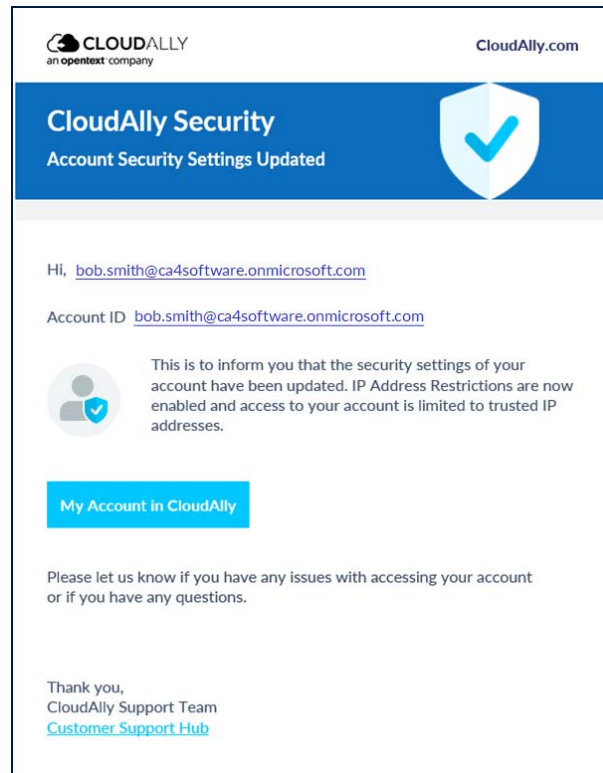 CLOUDALLY
an opentext company
CloudAlly.com
CloudAlly Security
Account Security Settings Updated
Hi, bob.smith@ca4software.onmicrosoft.com
Account ID bob.smith@ca4software.onmicrosoft.com
This is to inform you that the security settings of your
account have been updated. IP Address Restrictions are now
enabled and access to your account is limited to trusted IP
addresses.
My Account in CloudAlly
Please let us know if you have any issues with accessing your account
or if you have any questions.
Thank you,
CloudAlly Support Team
Customer Support Hub